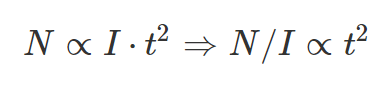 N ∝ I · t² ⇒ N/I ∝ t²